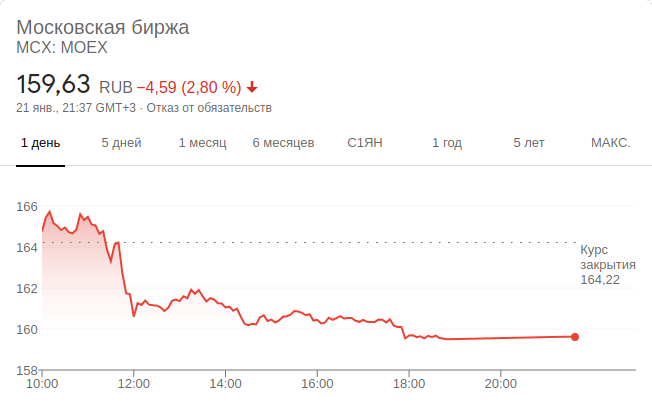 Московская биржа
MCX: MOEX
159,63 RUB −4,59 (2,80 %)
21 янв., 21:37 GMT+3 · Отказ от обязательств
1 день 5 дней 1 месяц 6 месяцев С1ЯН 1 год 5 лет МАКС.
166
164
162
160
158
Курс
закрытия
164,22
10:00 12:00 14:00 16:00 18:00 20:00